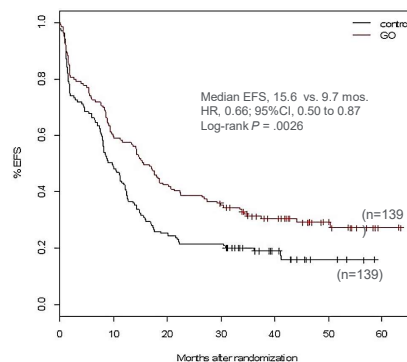 control
GO
Median EFS, 15.6 vs. 9.7 mos.
HR, 0.66; 95%CI, 0.50 to 0.87
Log-rank P = .0026
(n=139
)
(n=139)
% EFS
1.0
0.8
0.6
0.4
0.2
0.0
0 10 20 30 40 50 60
Months after randomization